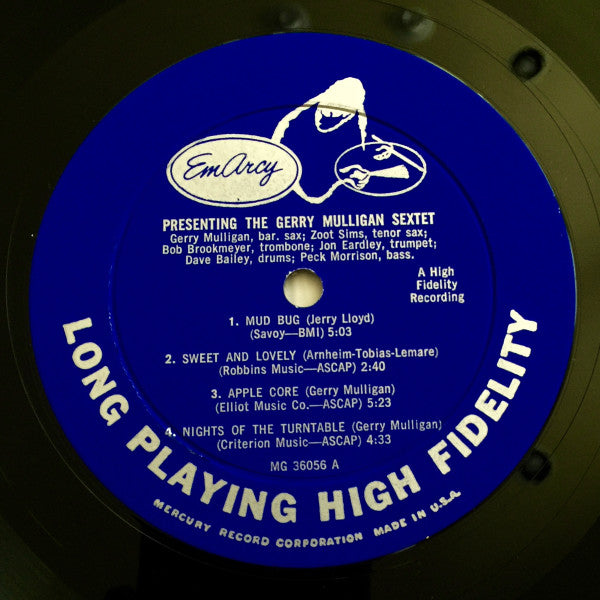 EmArcy
PRESENTING THE GERRY MULLIGAN SEXTET
Gerry Mulligan, bar. sax; Zoot Sims, tenor sax;
Bob Brookmeyer, trombone; Jon Eardley, trumpet;
Dave Bailey, drums; Peck Morrison, bass.
A High
Fidelity
Recording
1. MUD BUG (Jerry Lloyd)
(Savoy—BMI) 5:03
2. SWEET AND LOVELY (Arnheim-Tobias-Lemare)
(Robbins Music—ASCAP) 2:40
3. APPLE CORE (Gerry Mulligan)
(Elliot Music Co.—ASCAP) 5:23
4. NIGHTS OF THE TURNTABLE (Gerry Mulligan)
(Criterion Music—ASCAP) 4:33
MG 36056 A
LONG PLAYING HIGH FIDELITY
MERCURY RECORD CORPORATION MADE IN U.S.A.